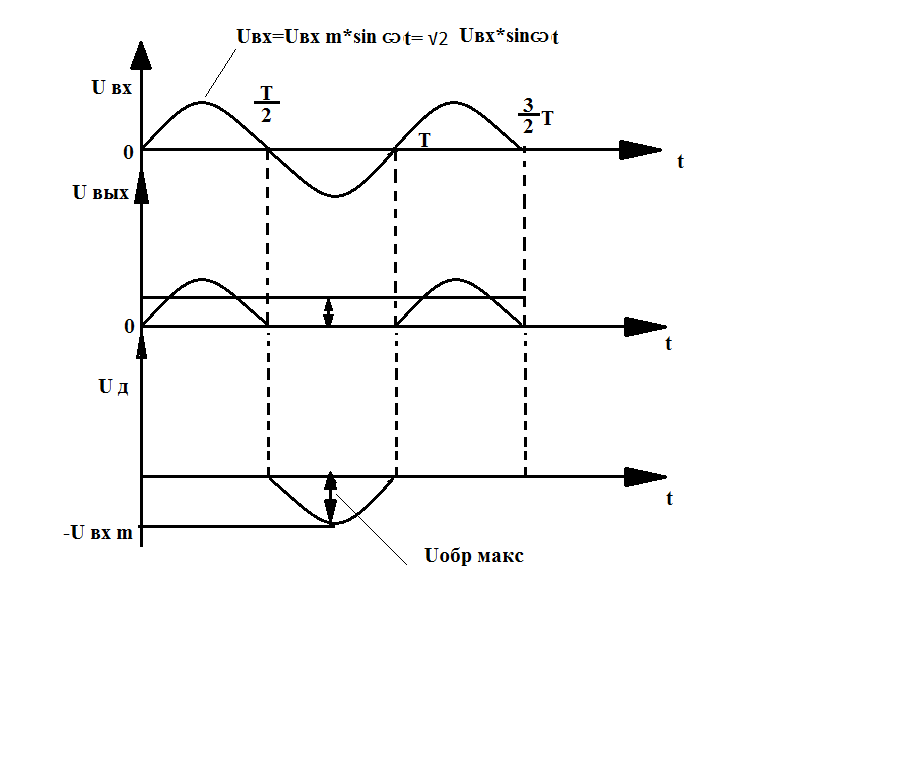 Uвх=Uвх m*sin ωt= √2 Uвх*sinωt
U вх
T
2
3
2
T
T
0
t
U вых
0
t
U д
t
-U вх m
Uобр макс